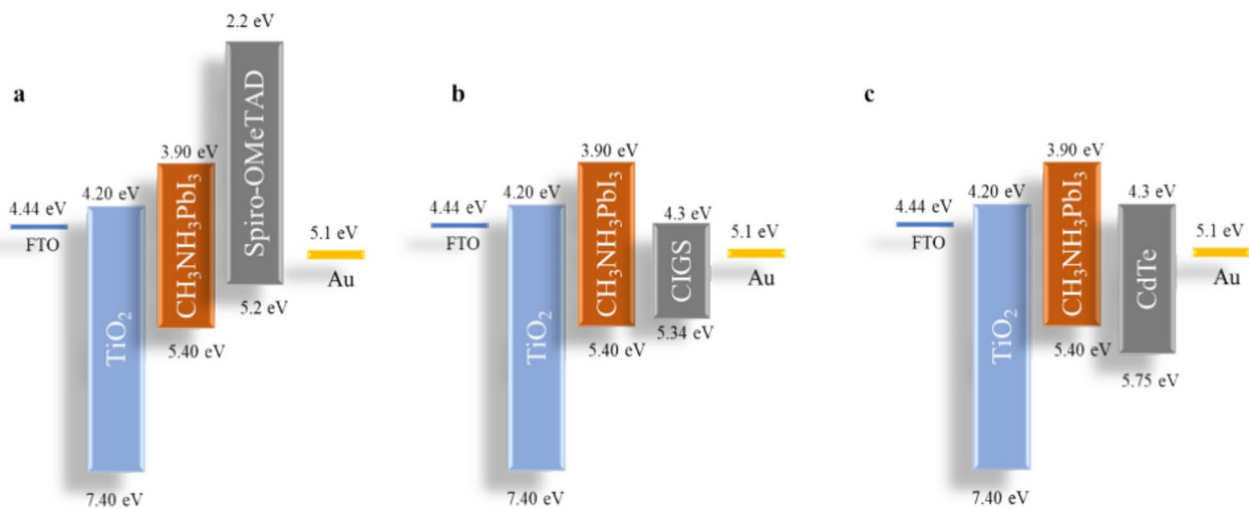 a
2.2 eV
Spiro-OMeTAD
3.90 eV
CH₃NH₃PbI₃
4.20 eV
TiO₂
4.44 eV
FTO
5.1 eV
Au
5.2 eV
5.40 eV
7.40 eV
b
3.90 eV
CH₃NH₃PbI₃
4.20 eV
TiO₂
4.44 eV
FTO
4.3 eV
CIGS
5.1 eV
Au
5.40 eV
5.34 eV
7.40 eV
c
3.90 eV
CH₃NH₃PbI₃
4.20 eV
TiO₂
4.44 eV
FTO
4.3 eV
CdTe
5.1 eV
Au
5.40 eV
5.75 eV
7.40 eV